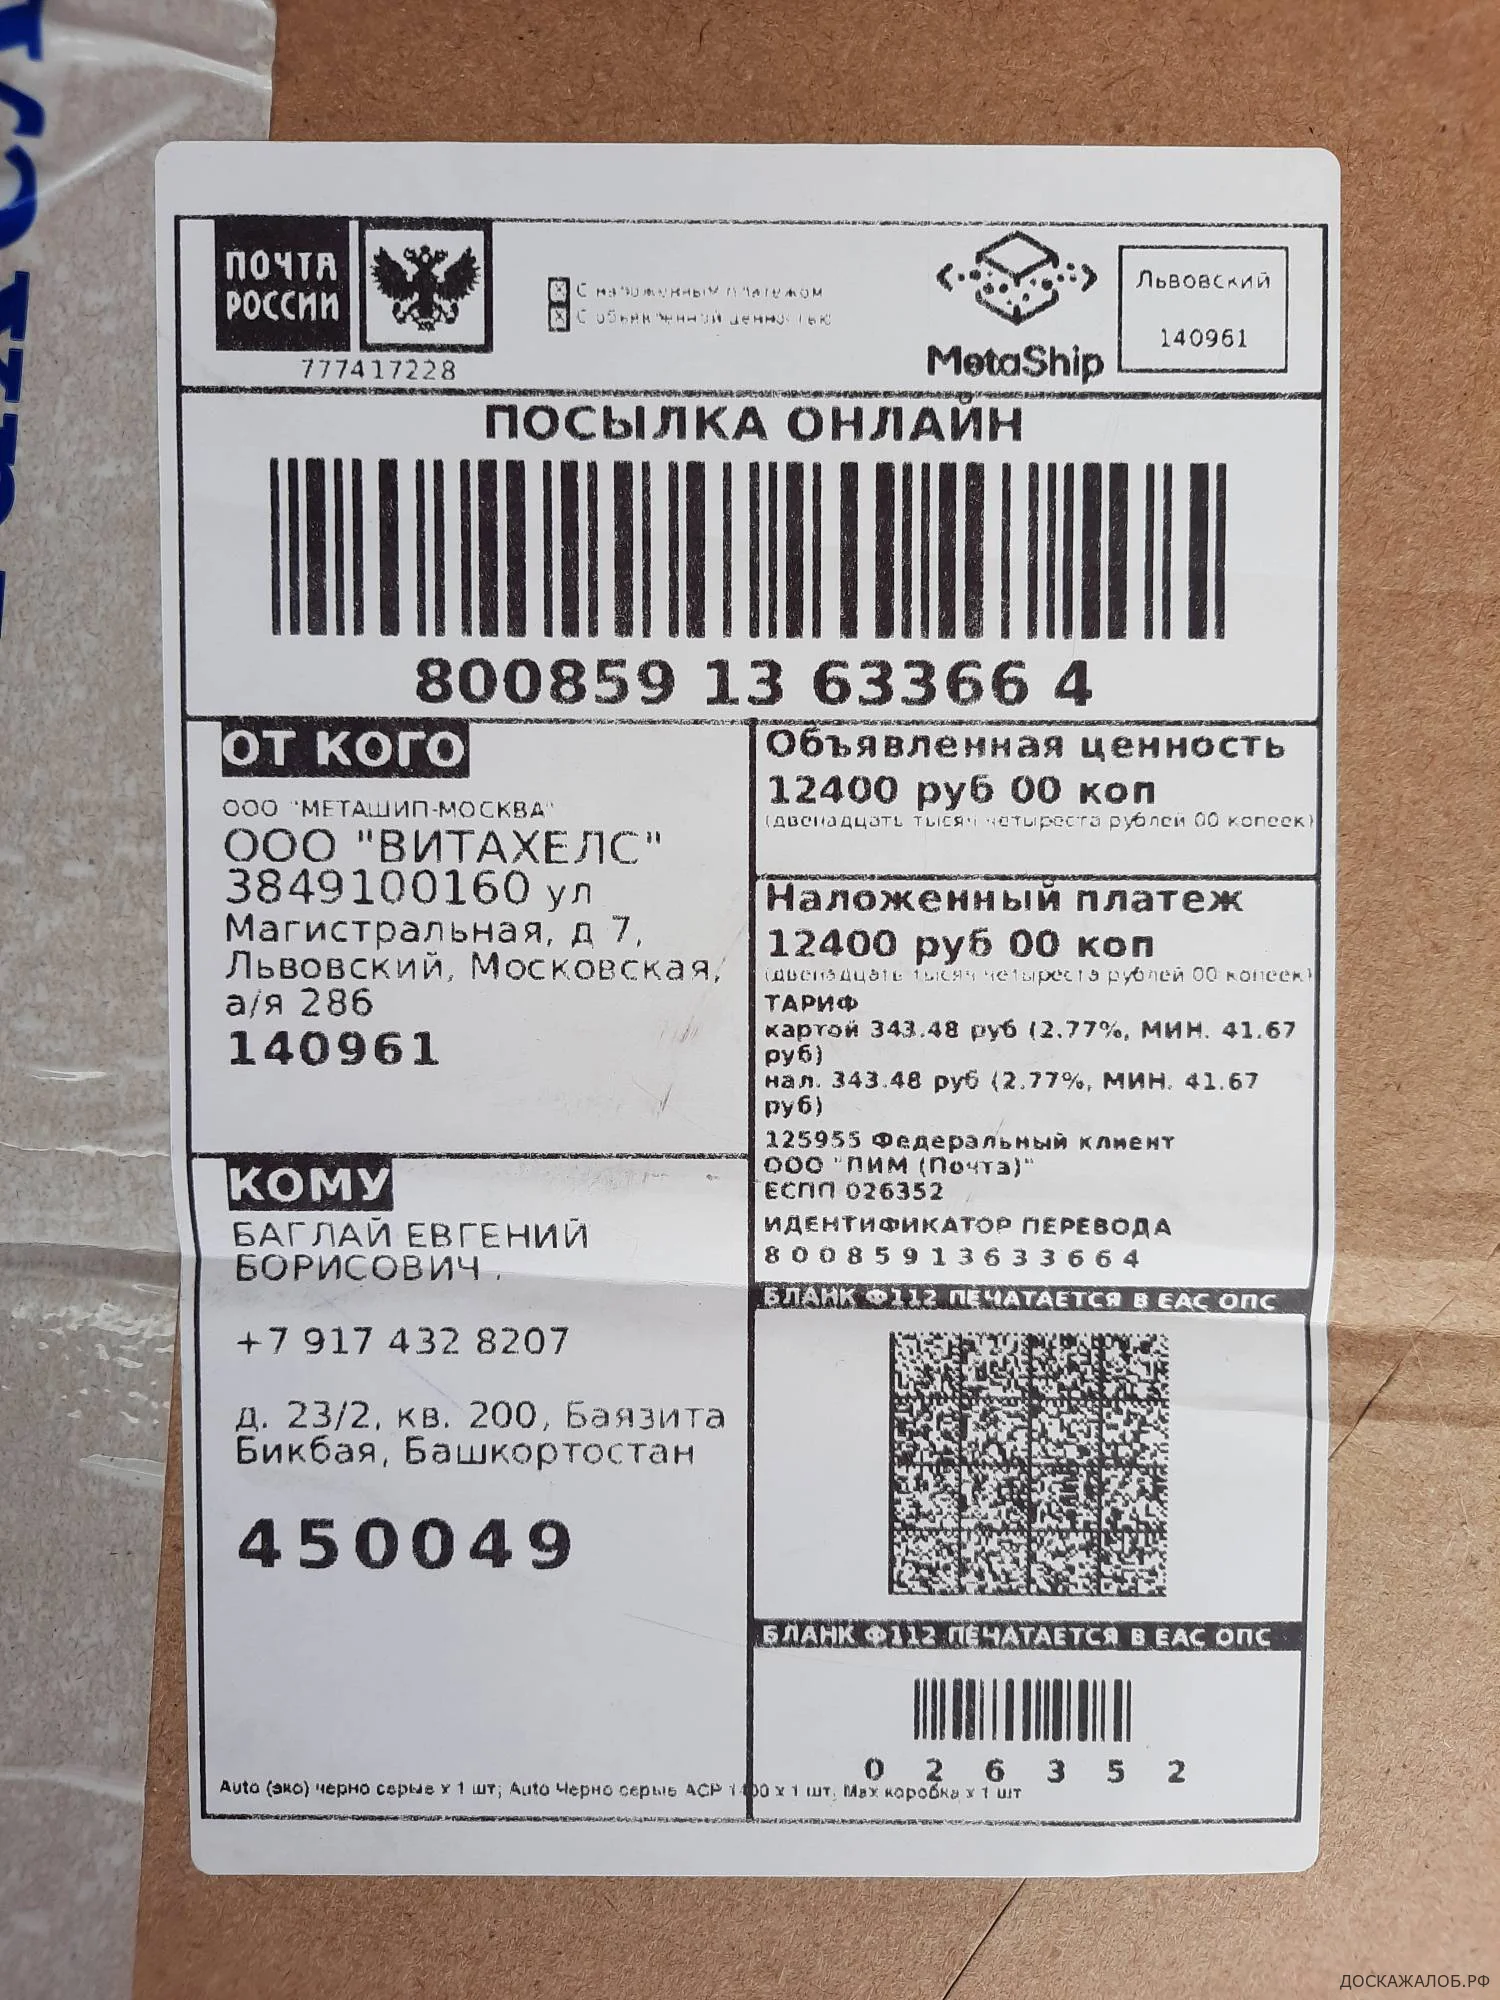 ПОЧТА
РОССИИ
777417228
С наложенным платежом
С объявленной ценностью
MetaShip
Львовский
140961
ПОСЫЛКА ОНЛАЙН
800859 13 63366 4
ОТ КОГО
ООО "МЕТАШИП-МОСКВА"
ООО "ВИТАХЕЛС"
3849100160 ул
Магистральная, д 7,
Львовский, Московская,
а/я 286
140961
Объявленная ценность
12400 руб 00 коп
(двенадцать тысяч четыреста рублей 00 копеек)
Наложенный платеж
12400 руб 00 коп
(двенадцать тысяч четыреста рублей 00 копеек)
ТАРИФ
картой 343.48 руб (2.77%, МИН. 41.67
руб)
нал. 343.48 руб (2.77%, МИН. 41.67
руб)
125955 Федеральный клиент
ООО "ПИМ (Почта)"
ЕСПП 026352
ИДЕНТИФИКАТОР ПЕРЕВОДА
80085913633664
КОМУ
БАГЛАЙ ЕВГЕНИЙ
БОРИСОВИЧ .
+7 917 432 8207
д. 23/2, кв. 200, Баязита
Бикбая, Башкортостан
450049
БЛАНК Ф112 ПЕЧАТАЕТСЯ В ЕАС ОПС
БЛАНК Ф112 ПЕЧАТАЕТСЯ В ЕАС ОПС
0 2 6 3 5 2
Auto (эко) черно серые x 1 шт; Auto Черно серые ACP 1400 x 1 шт; Max коробка x 1 шт
ДОСКАЖАЛОБ.РФ